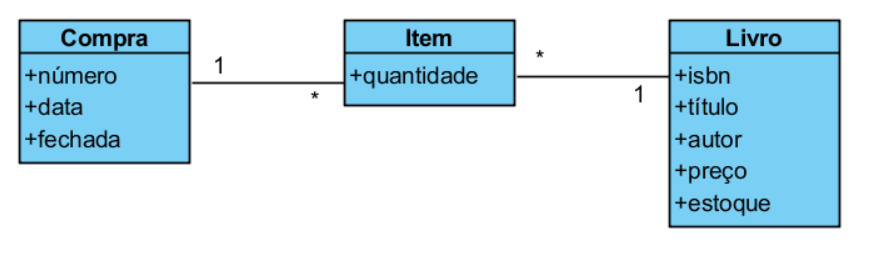 Compra
+número
+data
+fechada
1
*
Item
+quantidade
*
1
Livro
+isbn
+título
+autor
+preço
+estoque